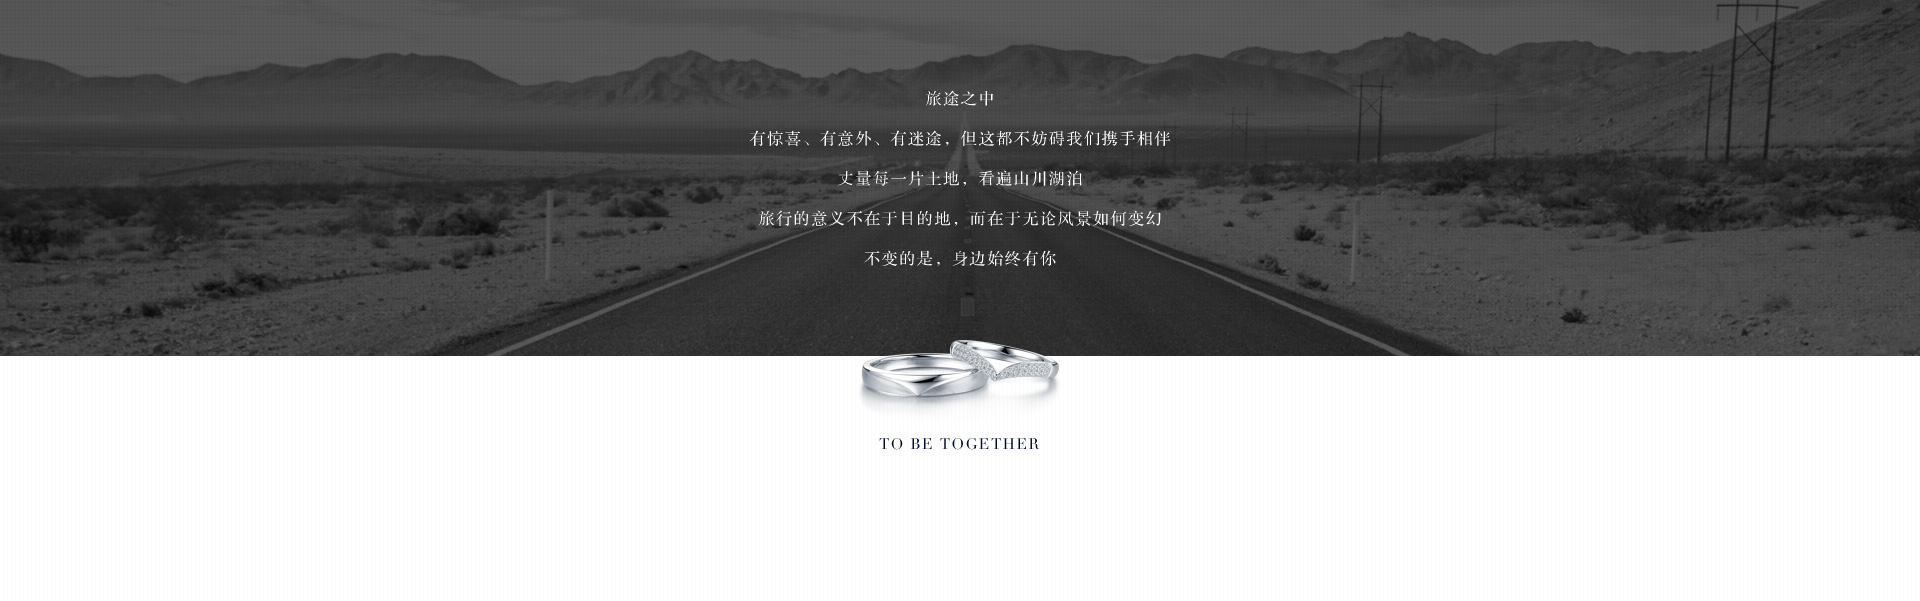 旅途之中
有惊喜、有意外、有迷途，但这都不妨碍我们携手相伴
丈量每一片土地，看遍山川湖泊
旅行的意义不在于目的地，而在于无论风景如何变幻
不变的是，身边始终有你
TO BE TOGETHER